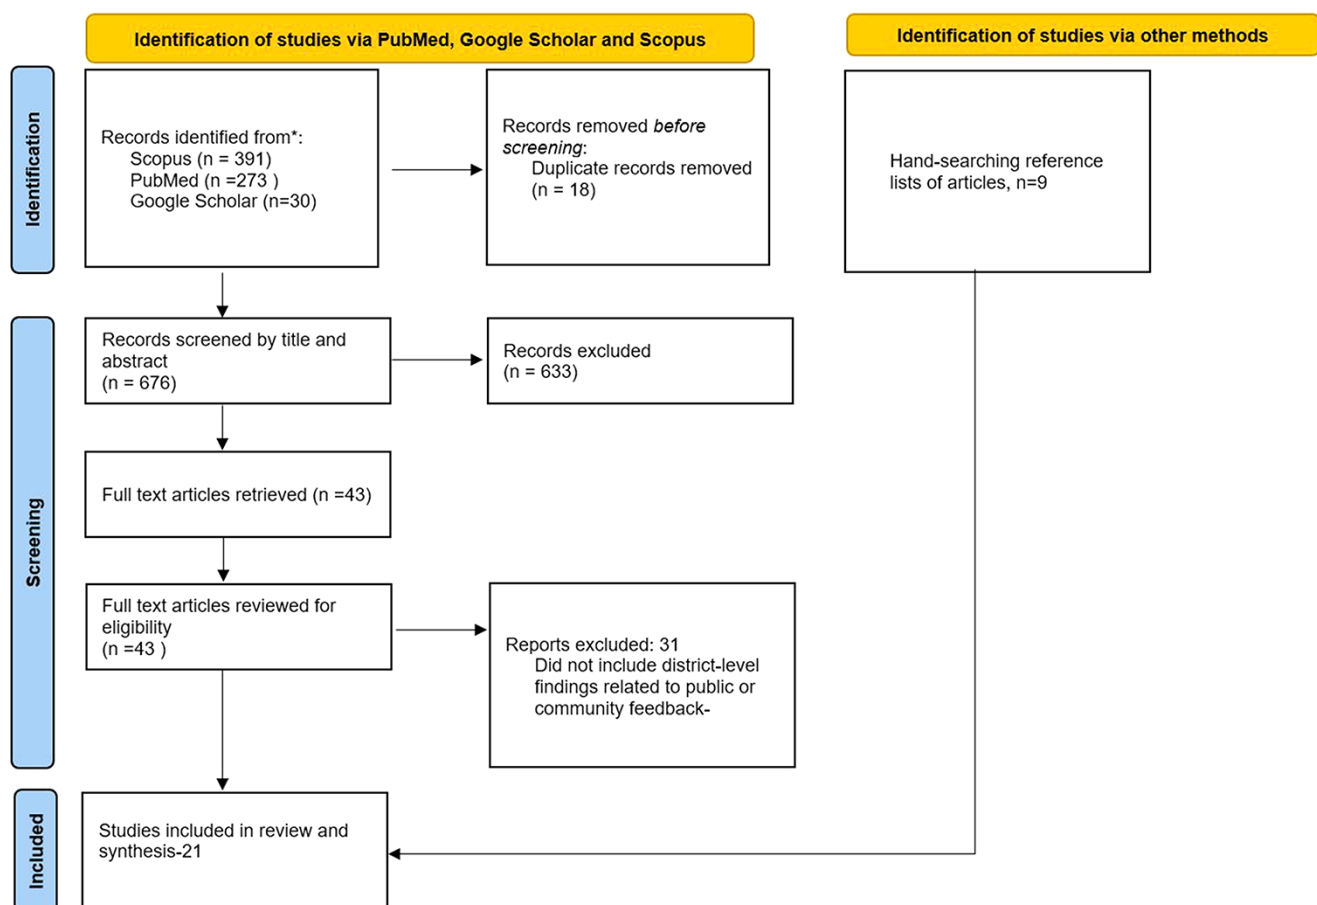 Identification of studies via PubMed, Google Scholar and Scopus
Identification of studies via other methods
Identification
Records identified from*:
Scopus (n = 391)
PubMed (n =273 )
Google Scholar (n=30)
Records removed before
screening:
Duplicate records removed
(n = 18)
Hand-searching reference
lists of articles, n=9
Screening
Records screened by title and
abstract
(n = 676)
Records excluded
(n = 633)
Full text articles retrieved (n =43)
Full text articles reviewed for
eligibility
(n =43 )
Reports excluded: 31
Did not include district-level
findings related to public or
community feedback-
Included
Studies included in review and
synthesis-21